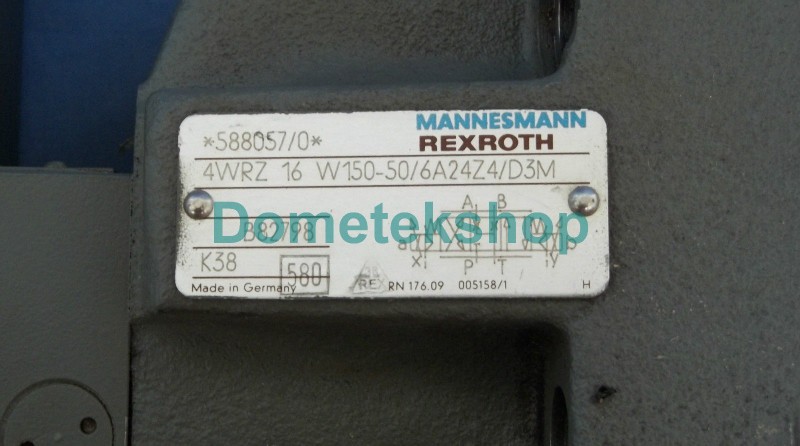 *588057/0*
MANNESMANN
REXROTH
4WRZ 16 W150-50/6A24Z4/D3M
Dometekshop
A B
P T
K38
580
Made in Germany
REX
RN 176.09 005158/1 H